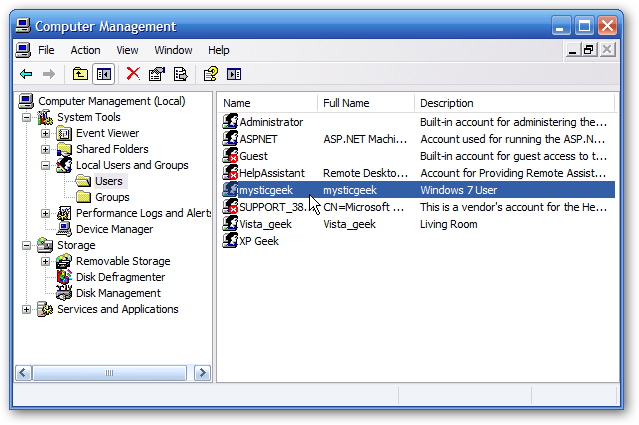 Computer Management
File Action View Window Help
Computer Management (Local)
System Tools
Event Viewer
Shared Folders
Local Users and Groups
Users
Groups
Performance Logs and Alerts
Device Manager
Storage
Removable Storage
Disk Defragmenter
Disk Management
Services and Applications
Name Full Name Description
Administrator Built-in account for administering the...
ASPNET ASP.NET Machi... Account used for running the ASP.N...
Guest Built-in account for guest access to t...
HelpAssistant Remote Deskto... Account for Providing Remote Assist...
mysticgeek mysticgeek Windows 7 User
SUPPORT_38... CN=Microsoft ... This is a vendor's account for the He...
Vista_geek Vista_geek Living Room
XP Geek